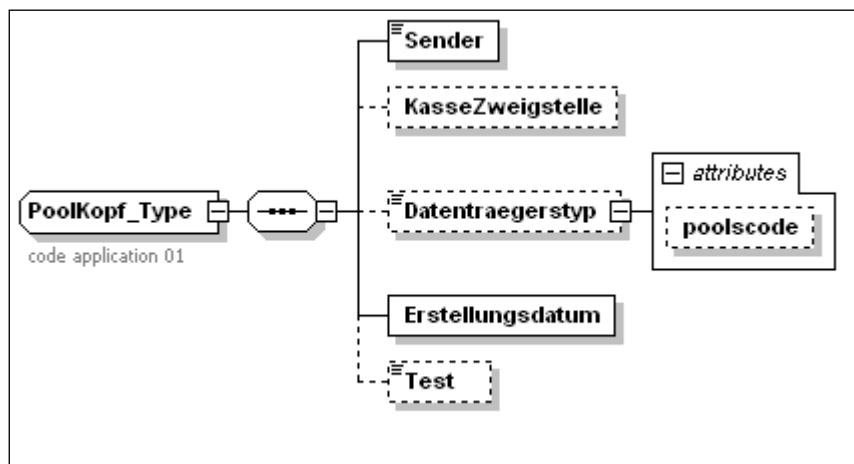 Sender
KasseZweigstelle
PoolKopf_Type
code application 01
Datentraegerstyp
attributes
poolscode
Erstellungsdatum
Test